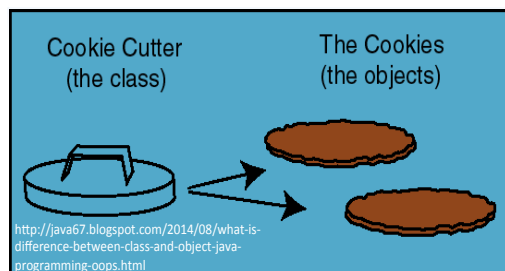 Cookie Cutter
(the class)
The Cookies
(the objects)
http://java67.blogspot.com/2014/08/what-is-
difference-between-class-and-object-java-
programming-oops.html